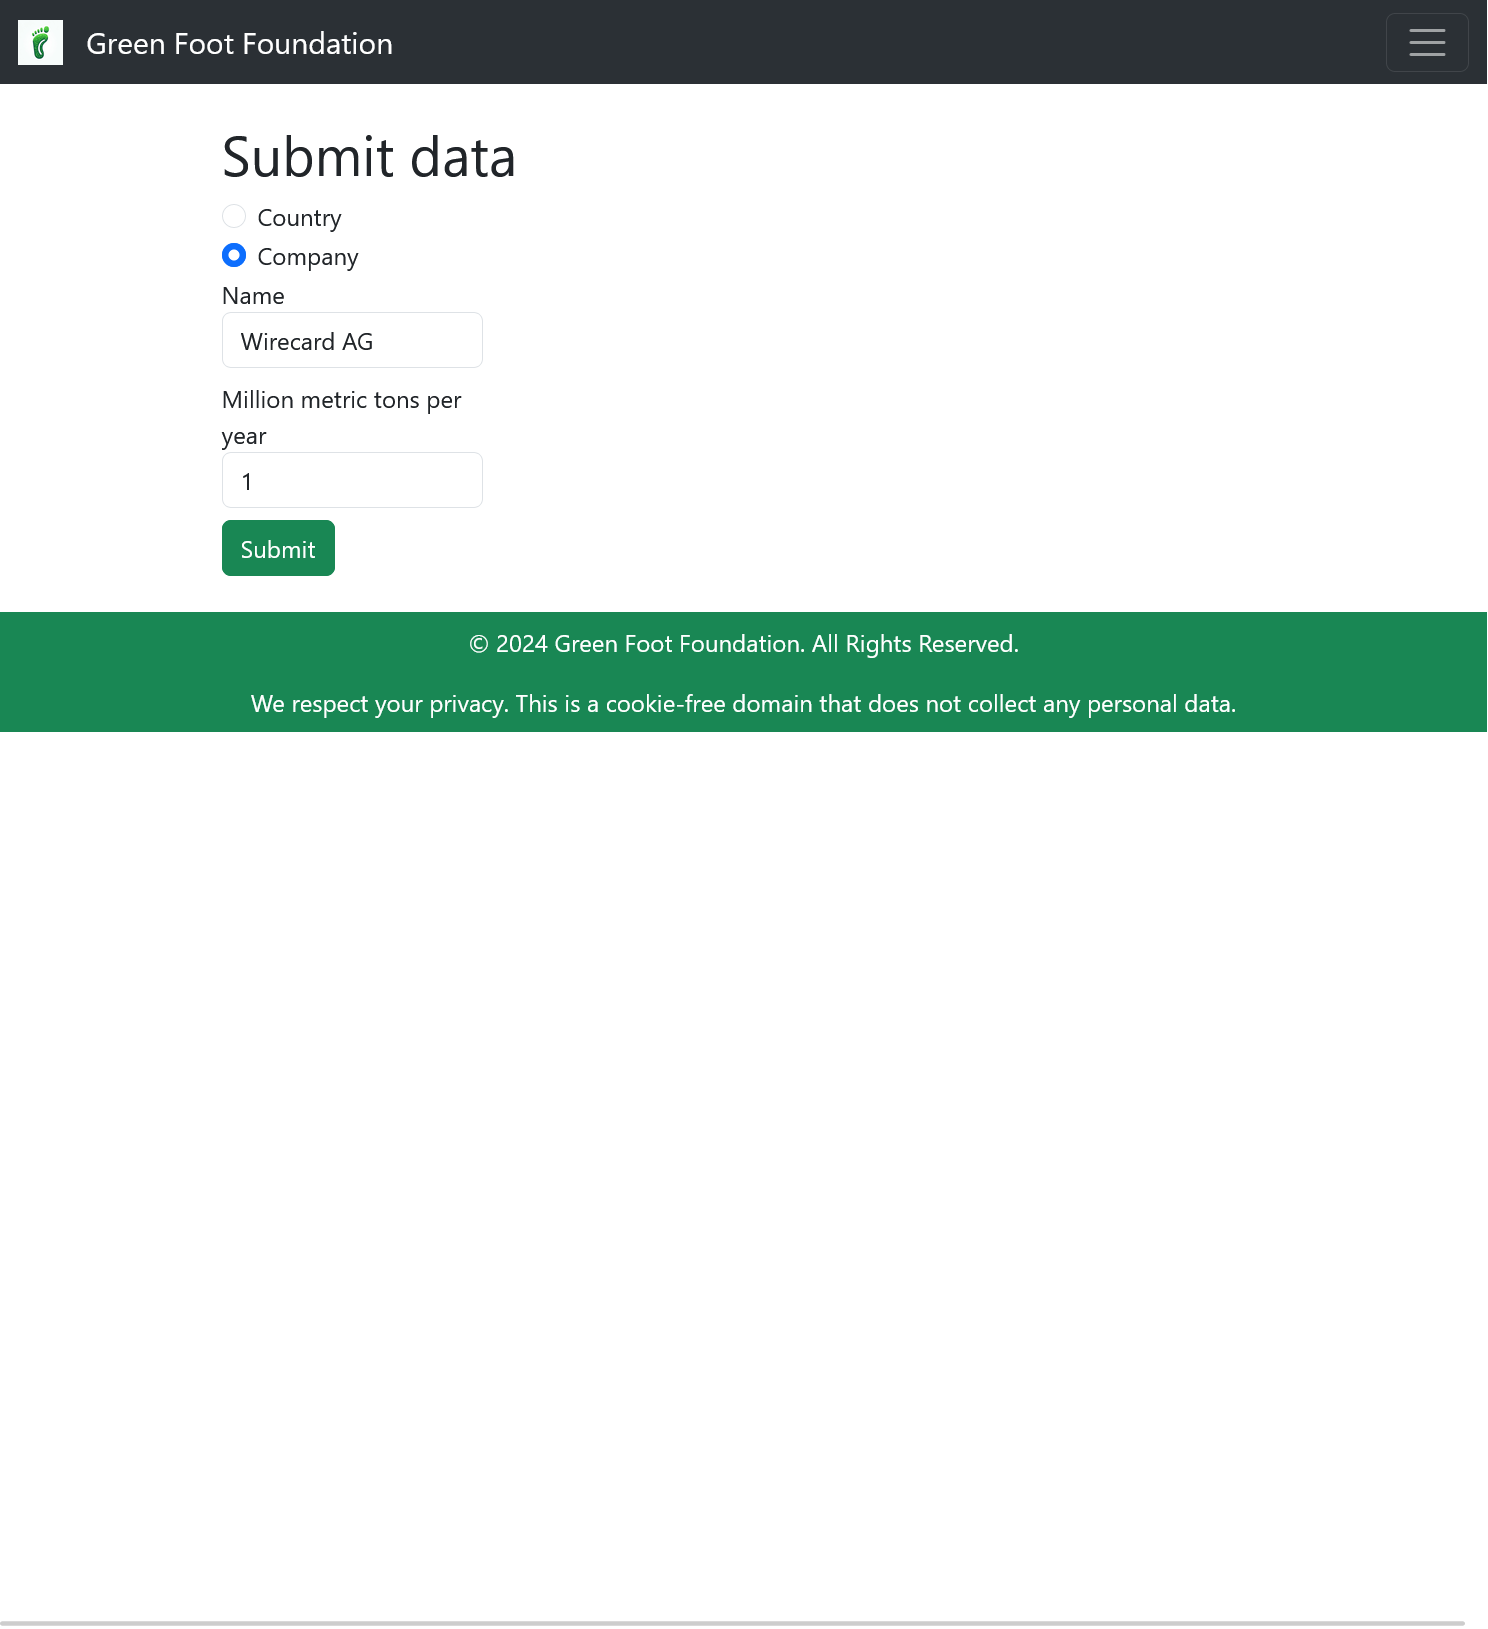 Green Foot Foundation
Submit data
Country
Company
Name
Wirecard AG
Million metric tons per
year
1
Submit
© 2024 Green Foot Foundation. All Rights Reserved.
We respect your privacy. This is a cookie-free domain that does not collect any personal data.